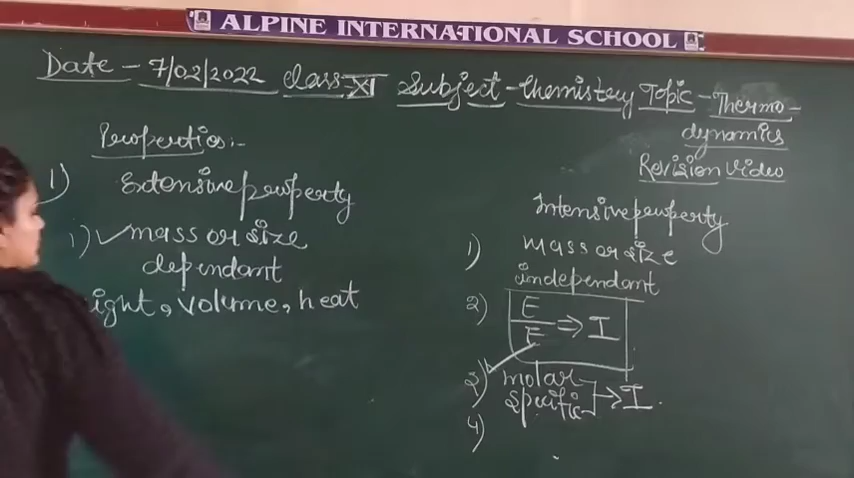 ALPINE INTERNATIONAL SCHOOL
Date - 7/02/2022 Class-XI Subject - Chemistry Topic - Thermo-
dynamics
Revision Video
Properties:-
1) Extensive property
1) ✓ mass or size
dependant
ight, volume, heat
Intensive property
1) mass or size
independant
2) E/E ⇒ I
3) molar
specific } → I.
4)